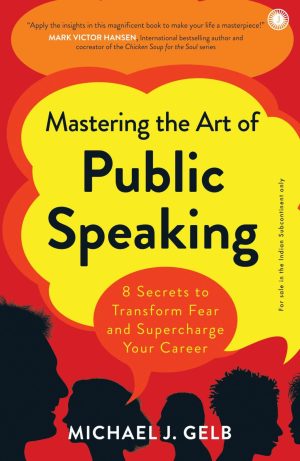 "Apply the insights in this magnificent book to make your life a masterpiece!"
MARK VICTOR HANSEN, International bestselling author and
cocreator of the Chicken Soup for the Soul series
Mastering the Art of
Public
Speaking
8 Secrets to
Transform Fear
and Supercharge
Your Career
For sale in the Indian Subcontinent only
MICHAEL J. GELB